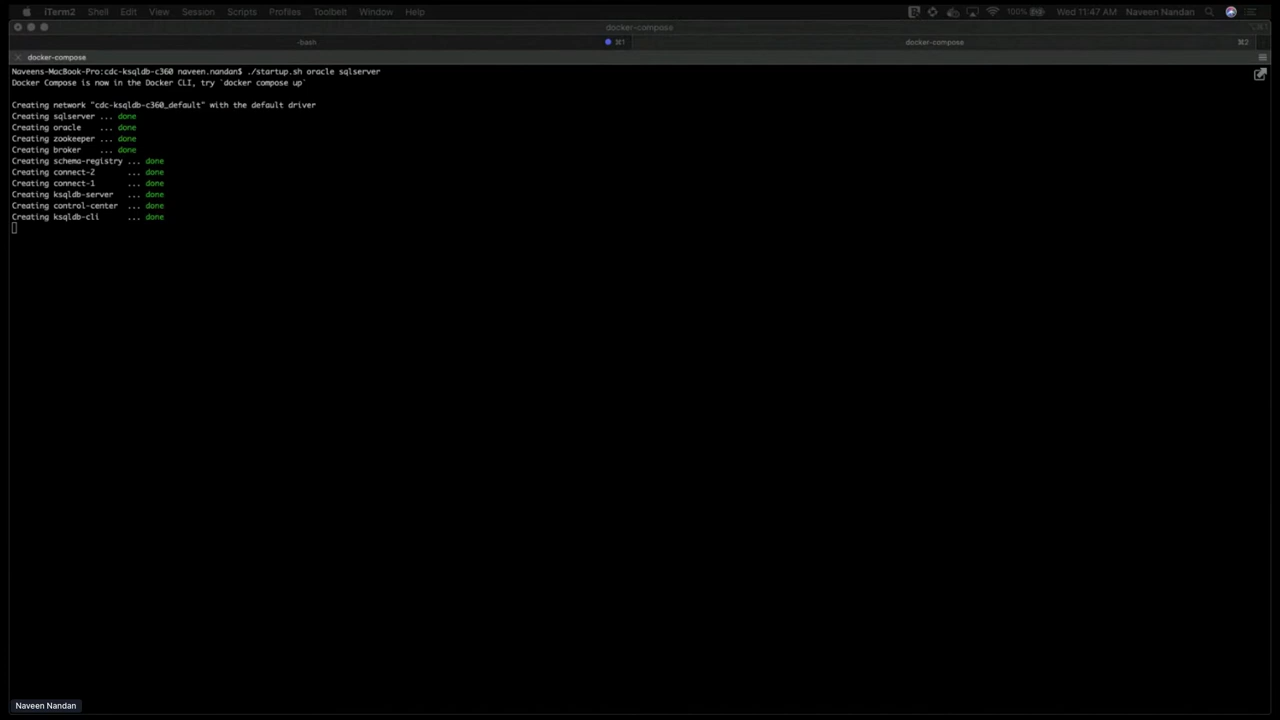 iTerm2 Shell Edit View Session Scripts Profiles Toolbelt Window Help 100% Wed 11:47 AM Naveen Nandan
docker-compose
-bash ⌘1 docker-compose ⌘2
docker-compose
Naveens-MacBook-Pro:cdc-ksqldb-c360 naveen.nandan$ ./startup.sh oracle sqlserver
Docker Compose is now in the Docker CLI, try `docker compose up`
Creating network "cdc-ksqldb-c360_default" with the default driver
Creating sqlserver ... done
Creating oracle ... done
Creating zookeeper ... done
Creating broker ... done
Creating schema-registry ... done
Creating connect-2 ... done
Creating connect-1 ... done
Creating ksqldb-server ... done
Creating control-center ... done
Creating ksqldb-cli ... done
Naveen Nandan